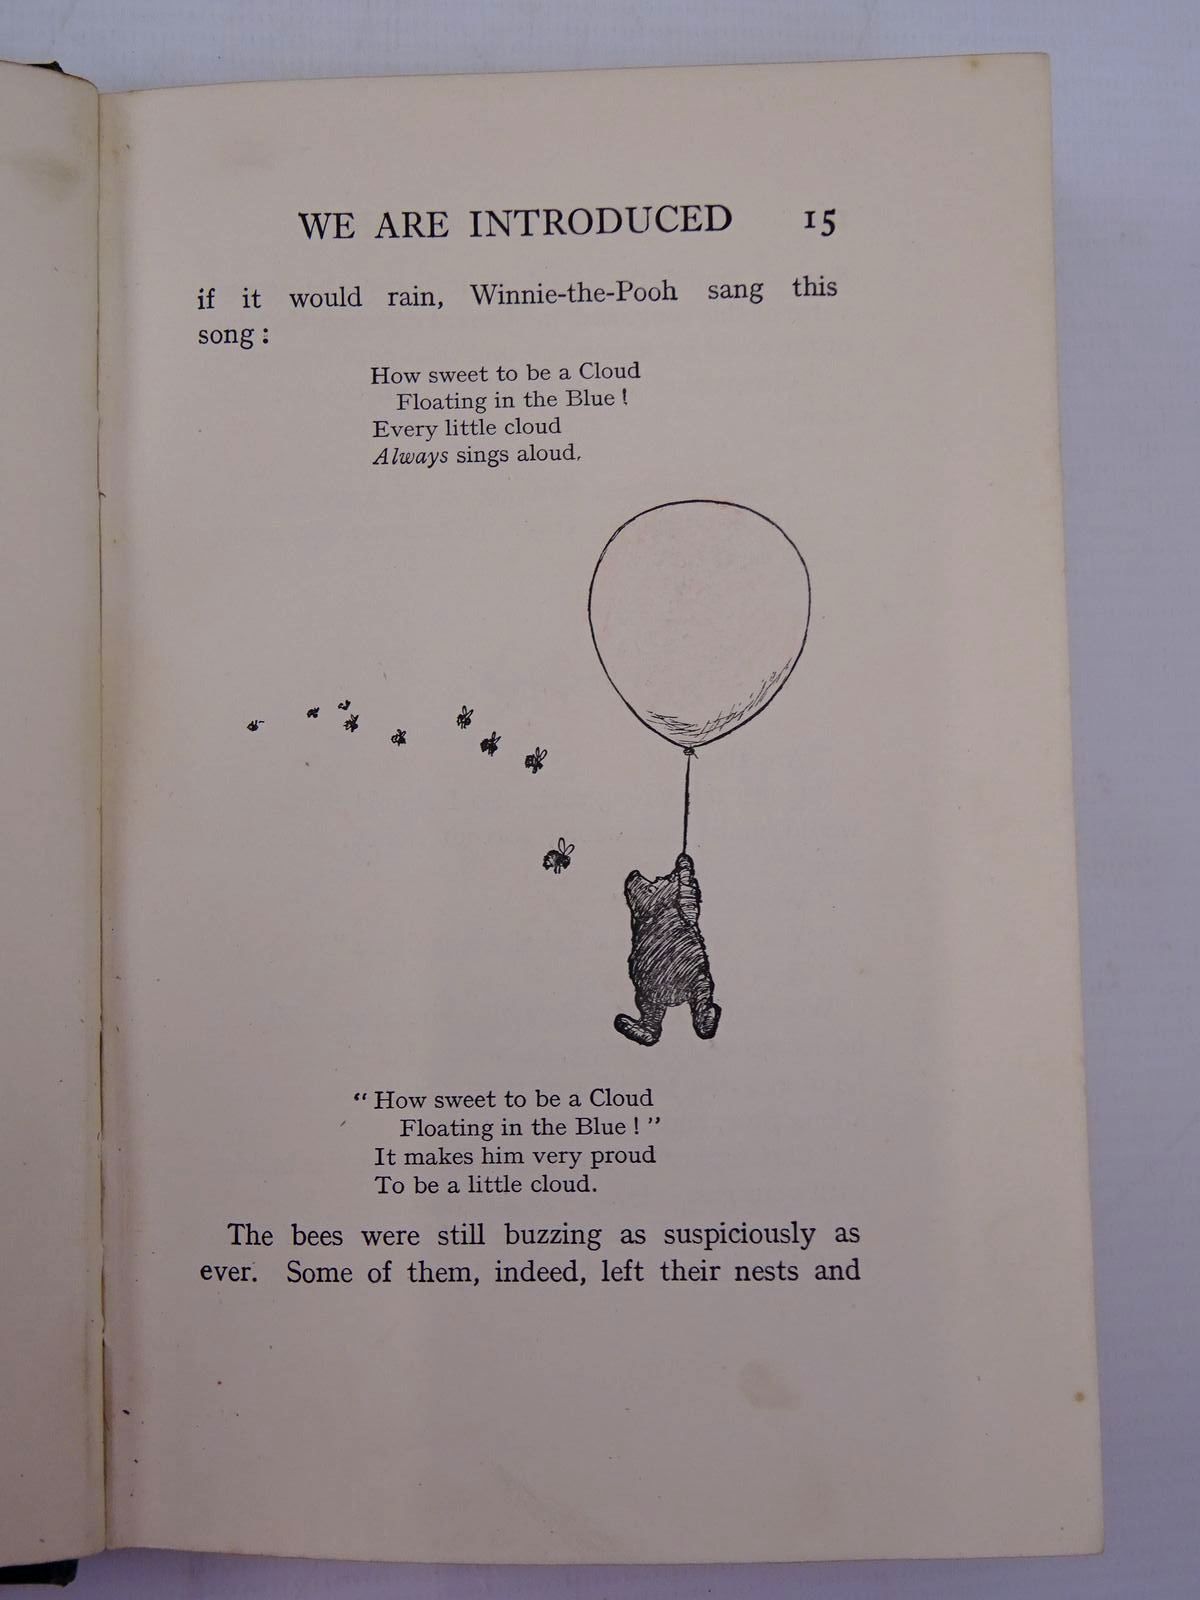 WE ARE INTRODUCED 15
if it would rain, Winnie-the-Pooh sang this
song :
How sweet to be a Cloud
Floating in the Blue !
Every little cloud
Always sings aloud.
“ How sweet to be a Cloud
Floating in the Blue ! ”
It makes him very proud
To be a little cloud.
The bees were still buzzing as suspiciously as
ever. Some of them, indeed, left their nests and